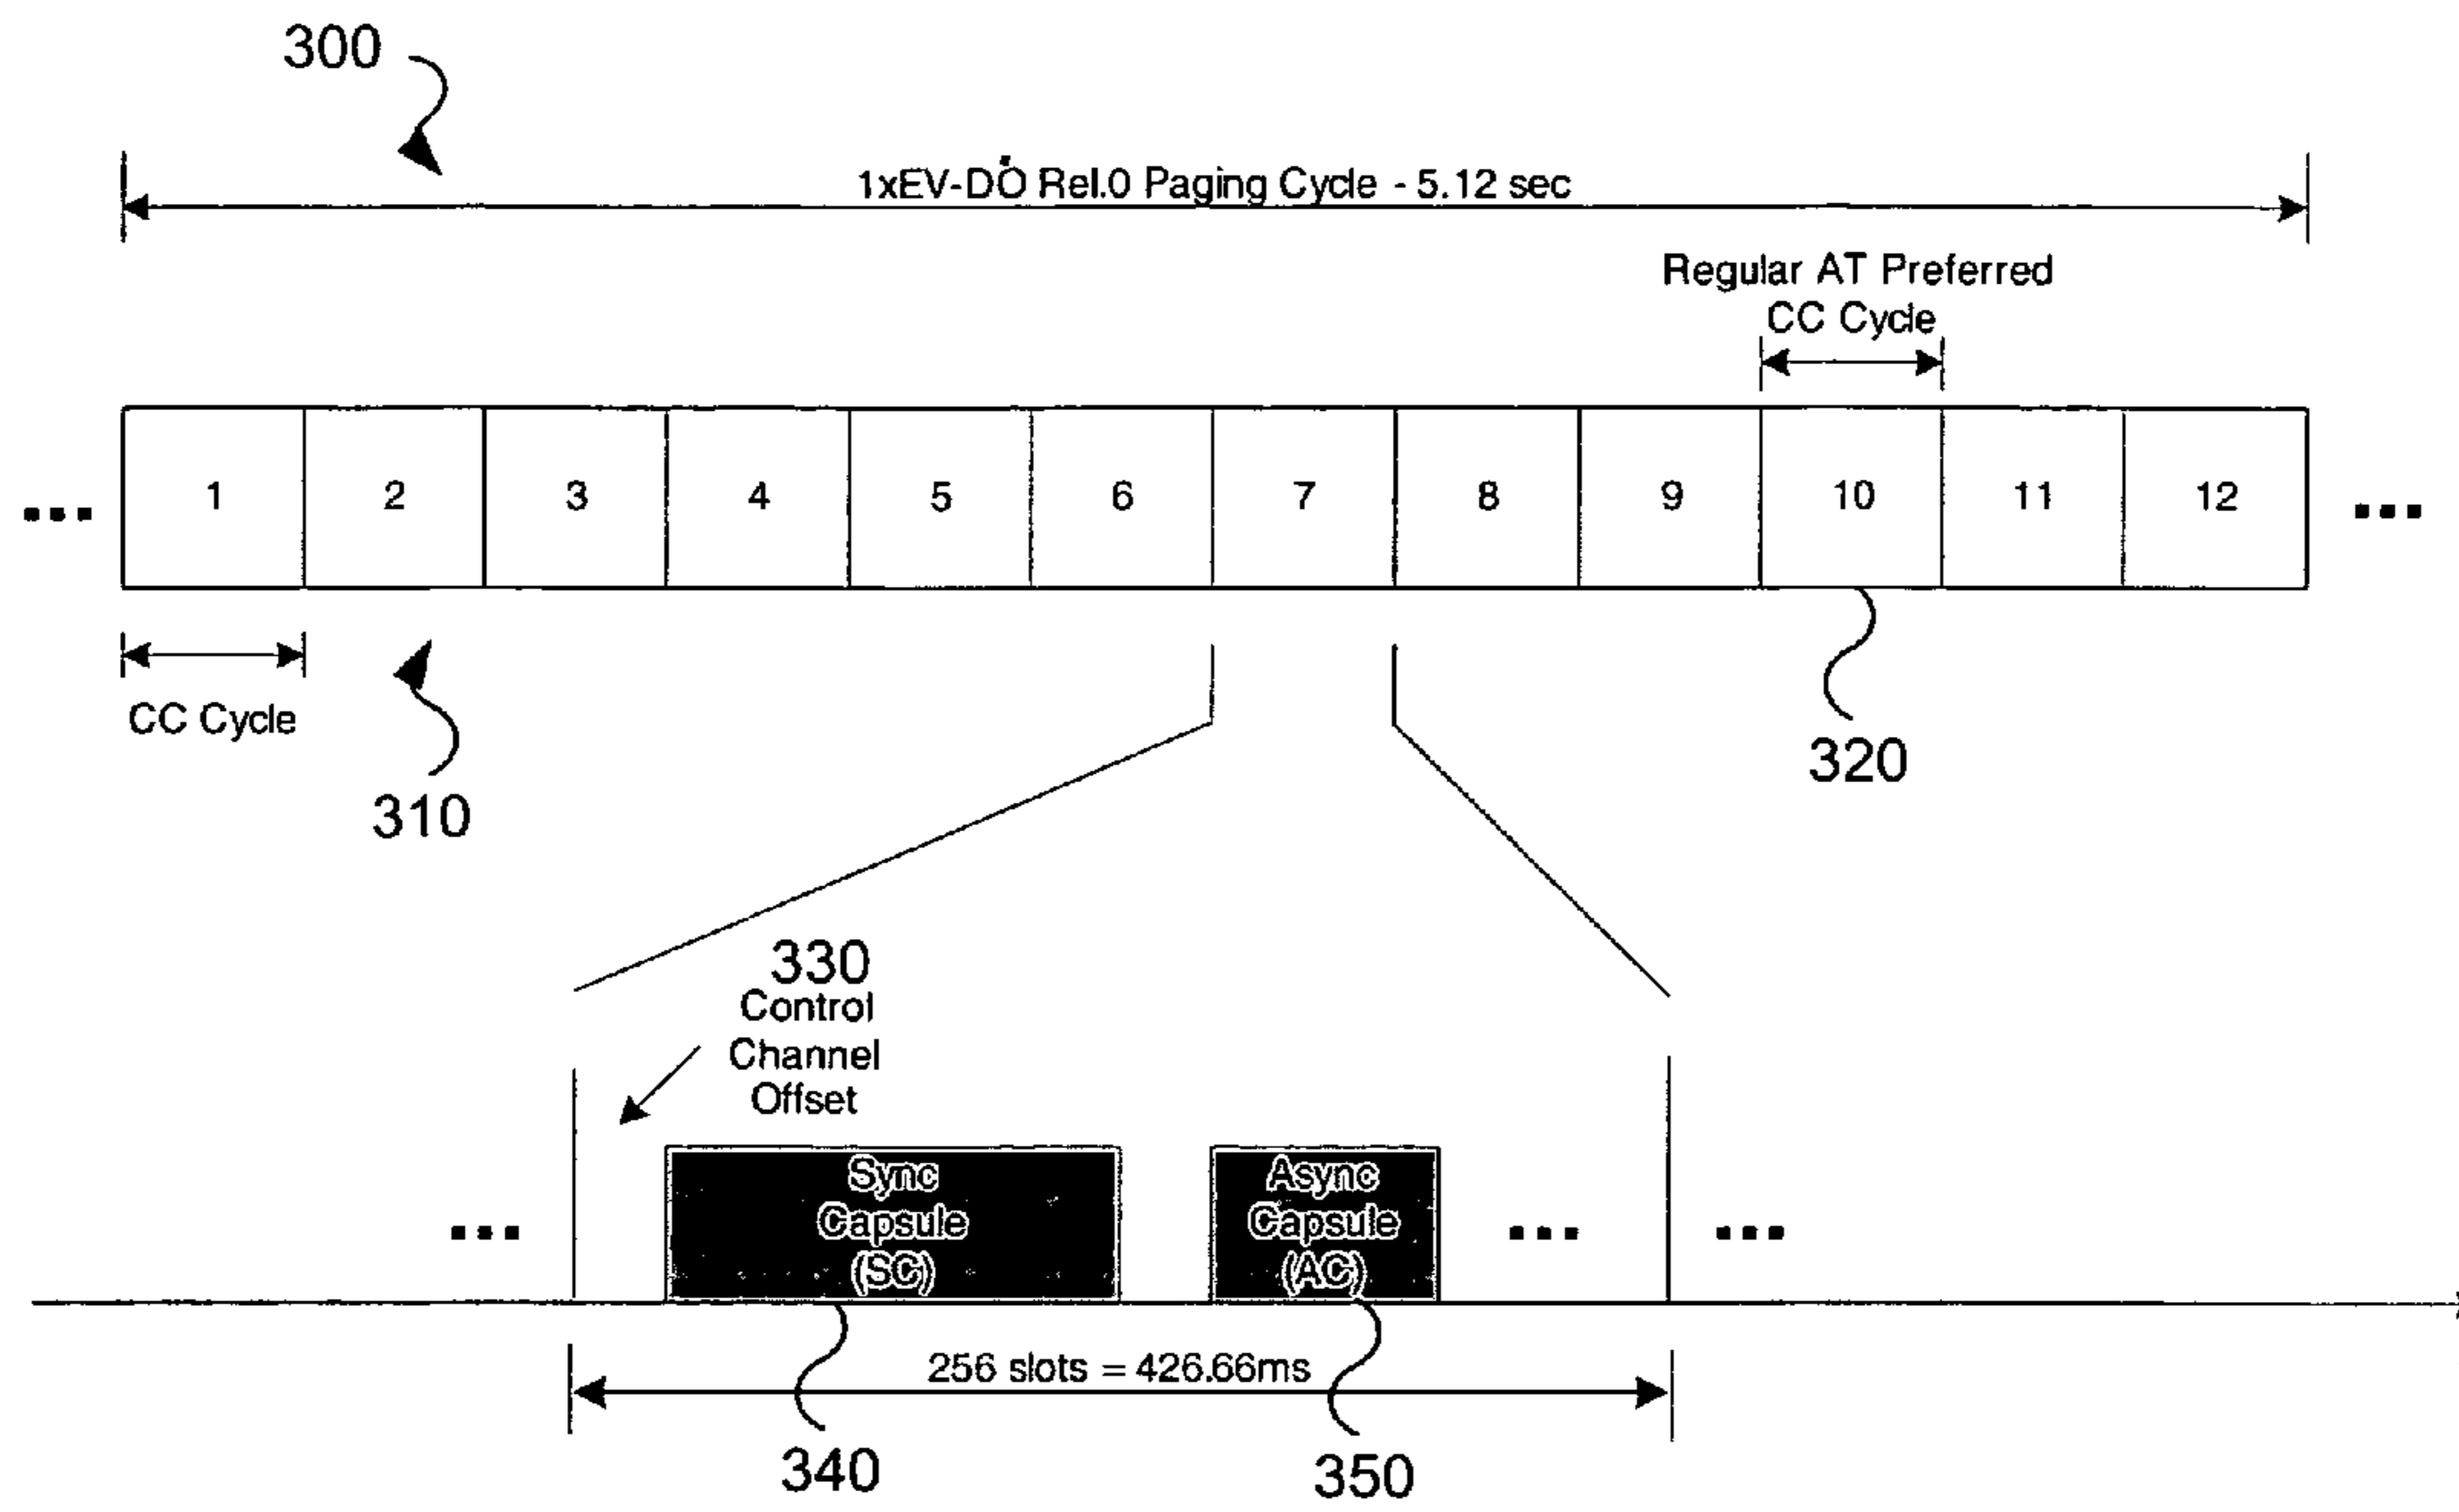 300
1xEV-DO Rel.0 Paging Cycle - 5.12 sec
Regular AT Preferred
CC Cycle
... 1 2 3 4 5 6 7 8 9 10 11 12 ...
CC Cycle
310
320
330
Control
Channel
Offset
Sync
Capsule
(SC)
Async
Capsule
(AC)
... ... ...
256 slots = 426.66ms
340
350